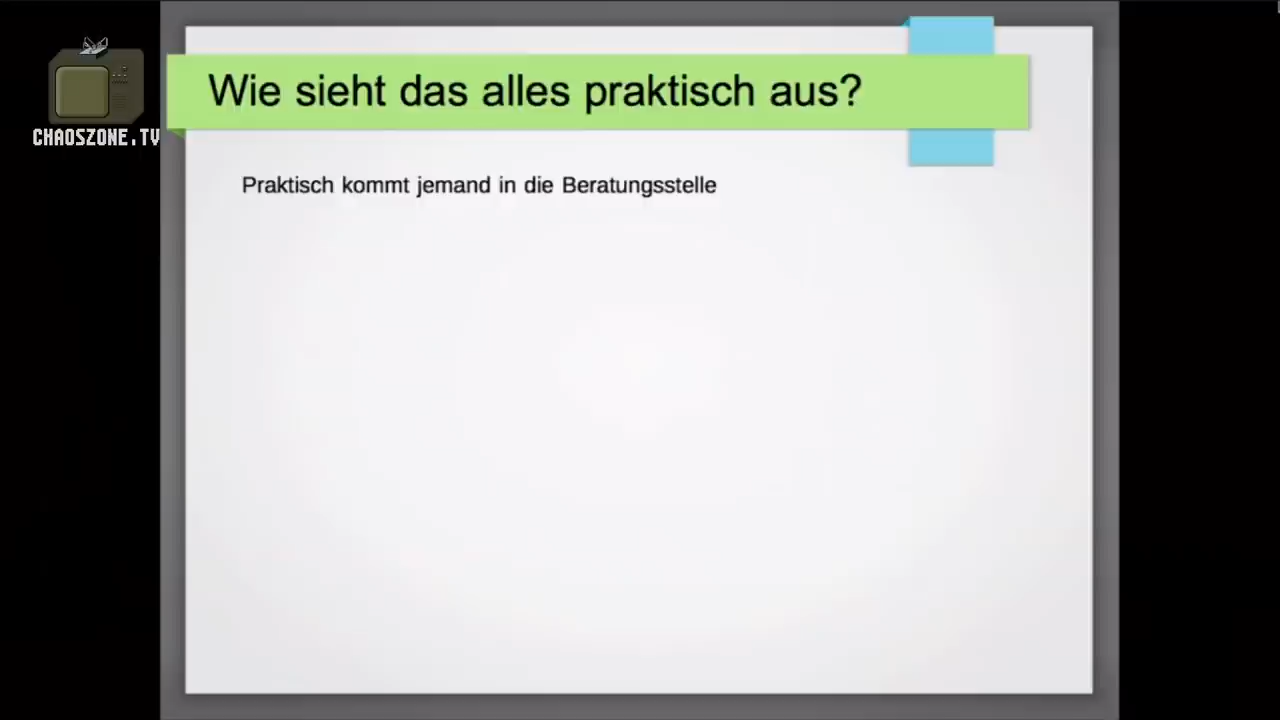 CHAOSZONE.TV
Wie sieht das alles praktisch aus?
Praktisch kommt jemand in die Beratungsstelle